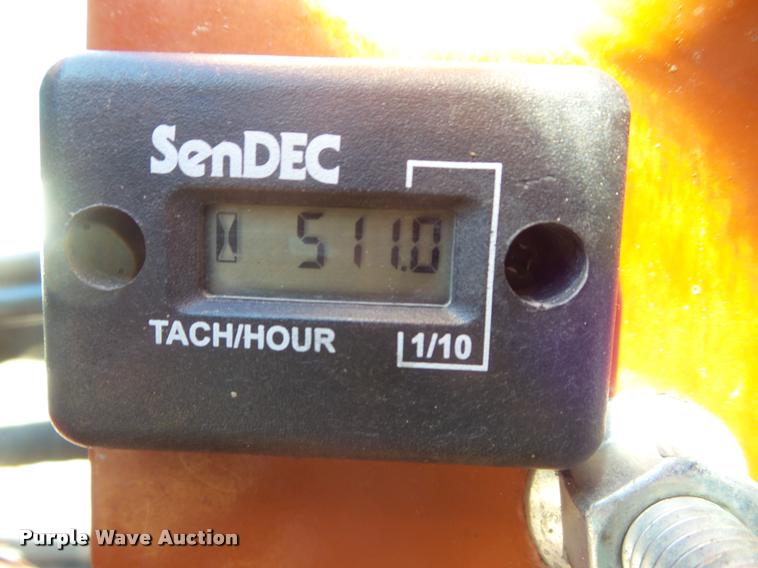 SenDEC
511.0
TACH/HOUR
1/10
Purple Wave Auction